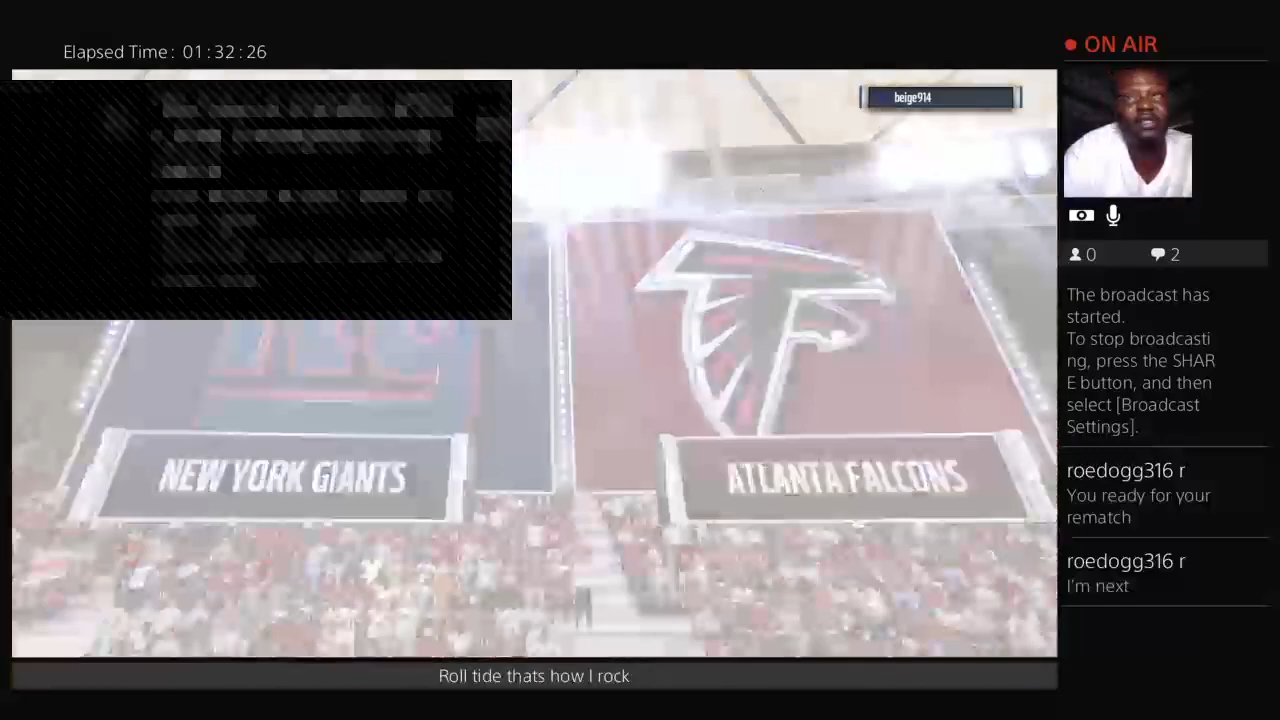 Elapsed Time: 01:32:26
ON AIR
beige914
0
2
The broadcast has
started.
To stop broadcasti
ng, press the SHAR
E button, and then
select [Broadcast
Settings].
roedogg316 r
You ready for your
rematch
roedogg316 r
I'm next
NEW YORK GIANTS
ATLANTA FALCONS
Roll tide thats how I rock